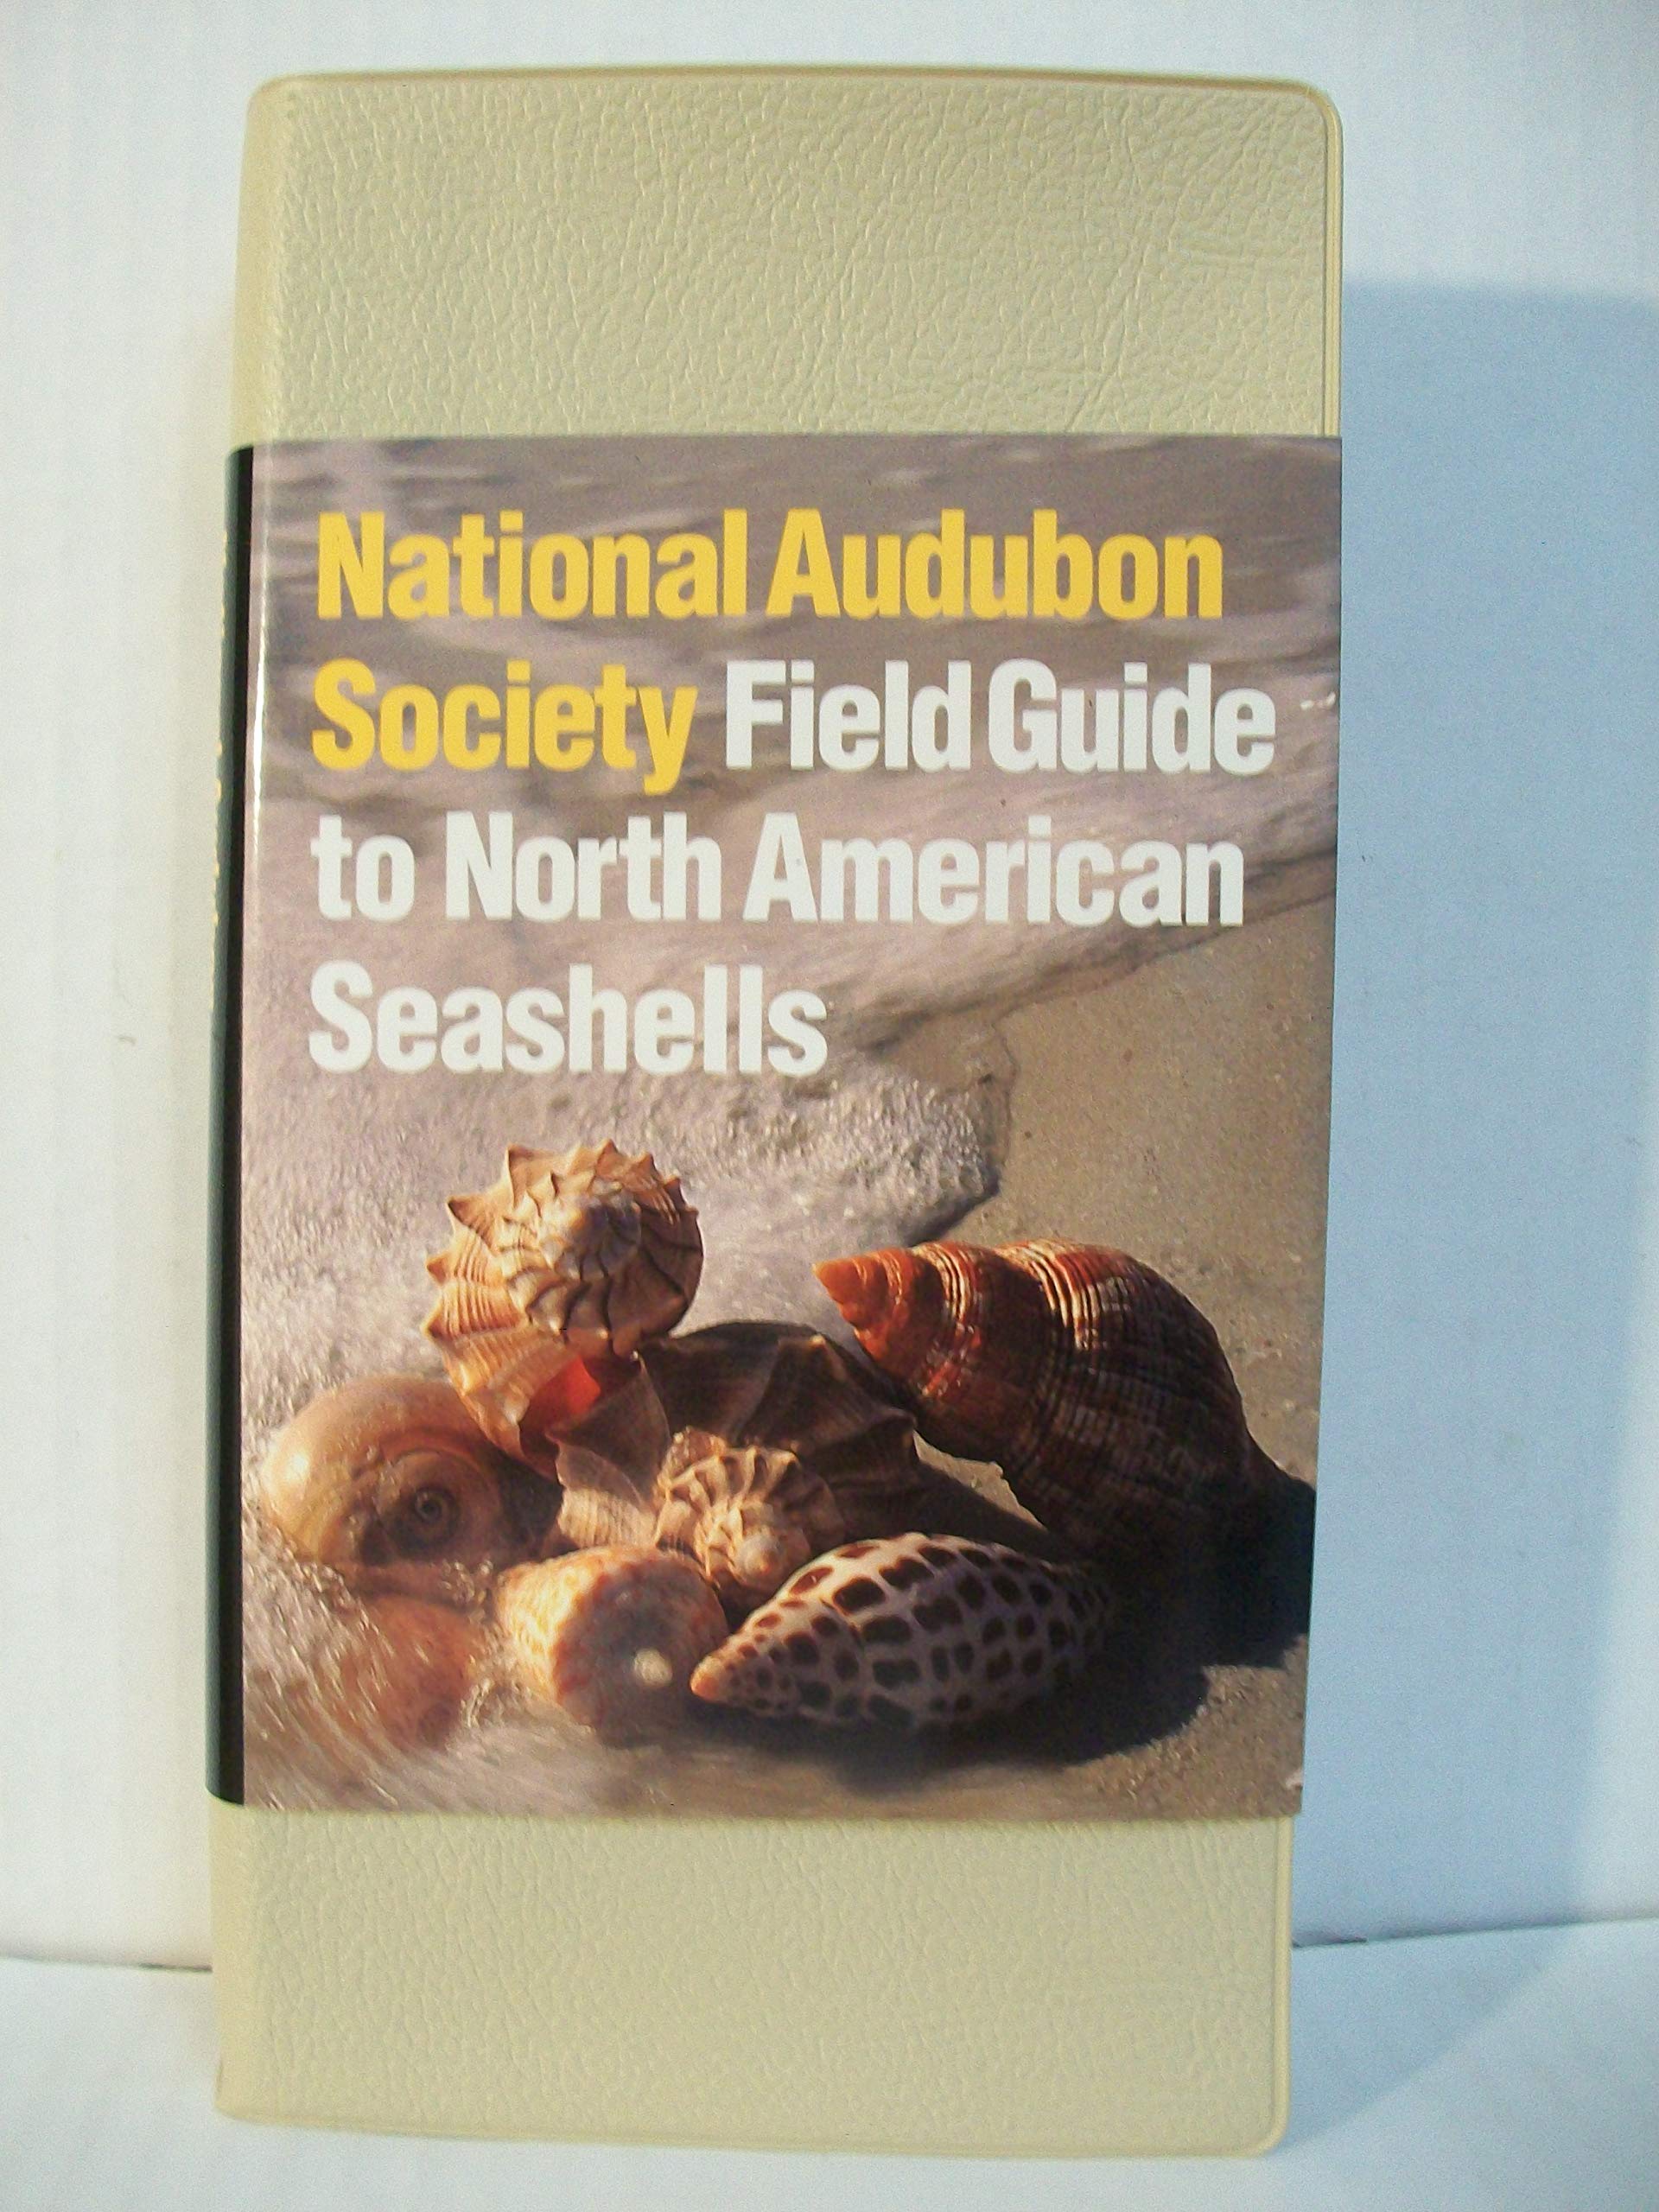 National Audubon
Society Field Guide
to North American
Seashells